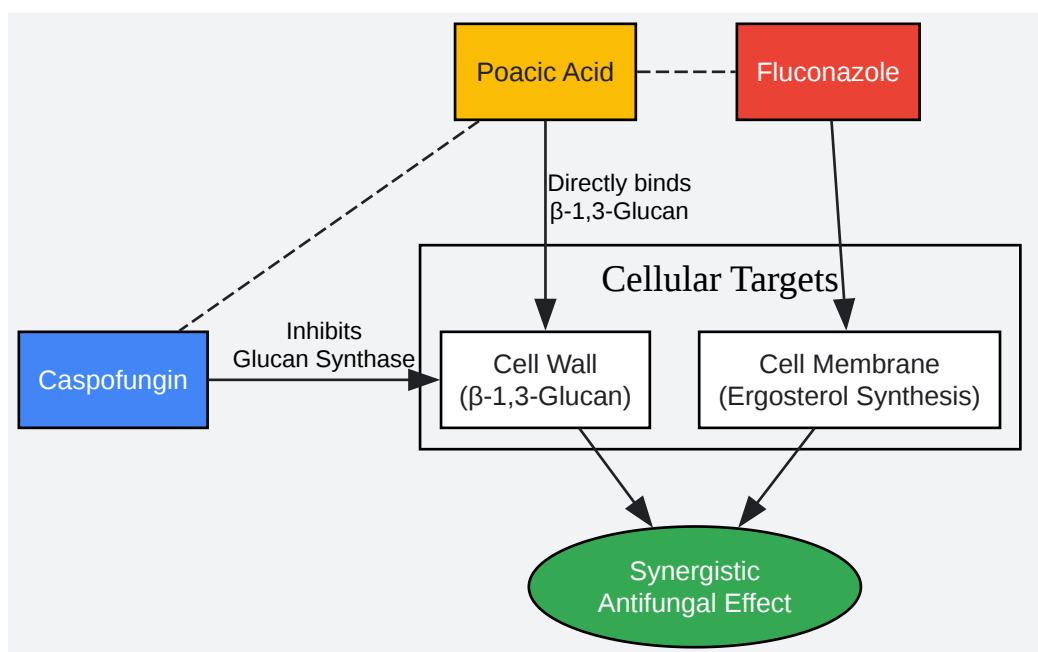 Poacic Acid
Fluconazole
Directly binds
β-1,3-Glucan
Cellular Targets
Inhibits
Glucan Synthase
Caspofungin
Cell Wall
(β-1,3-Glucan)
Cell Membrane
(Ergosterol Synthesis)
Synergistic
Antifungal Effect